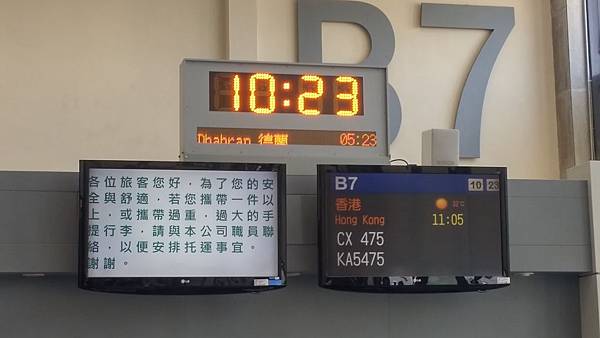 B7
10:23
Dhahran 德蘭 05:23
各位旅客您好,為了您的安
全與舒適,若您攜帶一件以
上,或攜帶過重,過大的手
提行李,請與本公司職員聯
絡,以便安排托運事宜。
謝謝。
LG
B7 10 23
香港 32°C
Hong Kong 11:05
CX 475
KA5475
LG